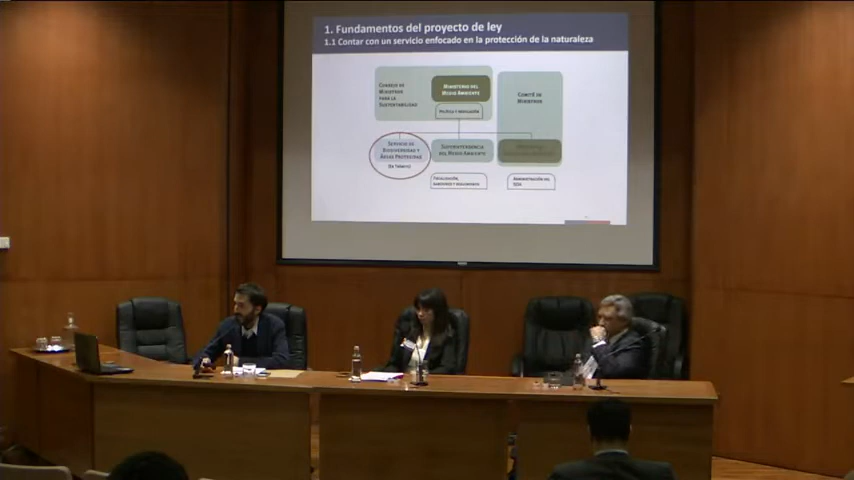 1. Fundamentos del proyecto de ley
1.1 Contar con un servicio enfocado en la protección de la naturaleza
CONSEJO DE
MINISTROS
PARA LA
SUSTENTABILIDAD
MINISTERIO DEL
MEDIO AMBIENTE
POLÍTICA Y REGULACIÓN
COMITÉ DE
MINISTROS
SERVICIO DE
BIODIVERSIDAD Y
ÁREAS PROTEGIDAS
(EN TRÁMITE)
SUPERINTENDENCIA
DEL MEDIO AMBIENTE
FISCALIZACIÓN,
ADMINISTRACIÓN DEL
SEIA